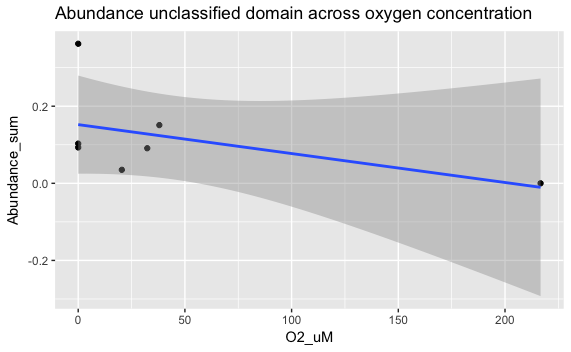 Abundance unclassified domain across oxygen concentration
Abundance_sum
0.2
0.0
-0.2
0
50
100
150
200
O2_uM